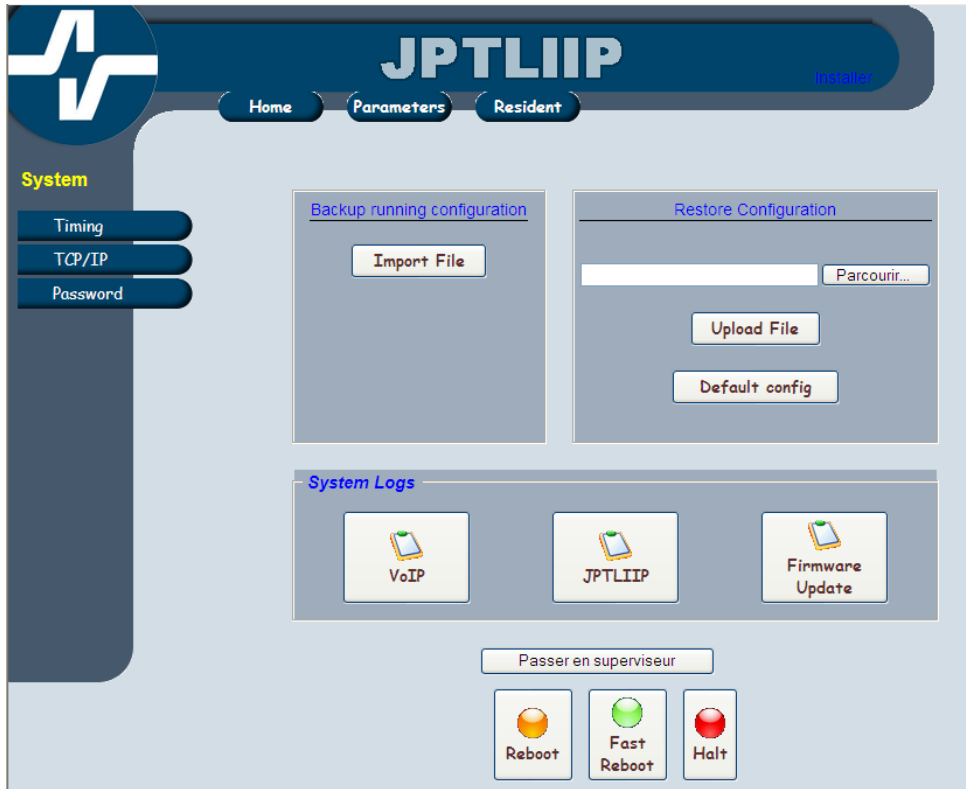 JPTLIIP
Installer
Home
Parameters
Resident
System
Timing
TCP/IP
Password
Backup running configuration
Import File
Restore Configuration
Parcourir...
Upload File
Default config
System Logs
VoIP
JPTLIIP
Firmware
Update
Passer en superviseur
Reboot
Fast
Reboot
Halt